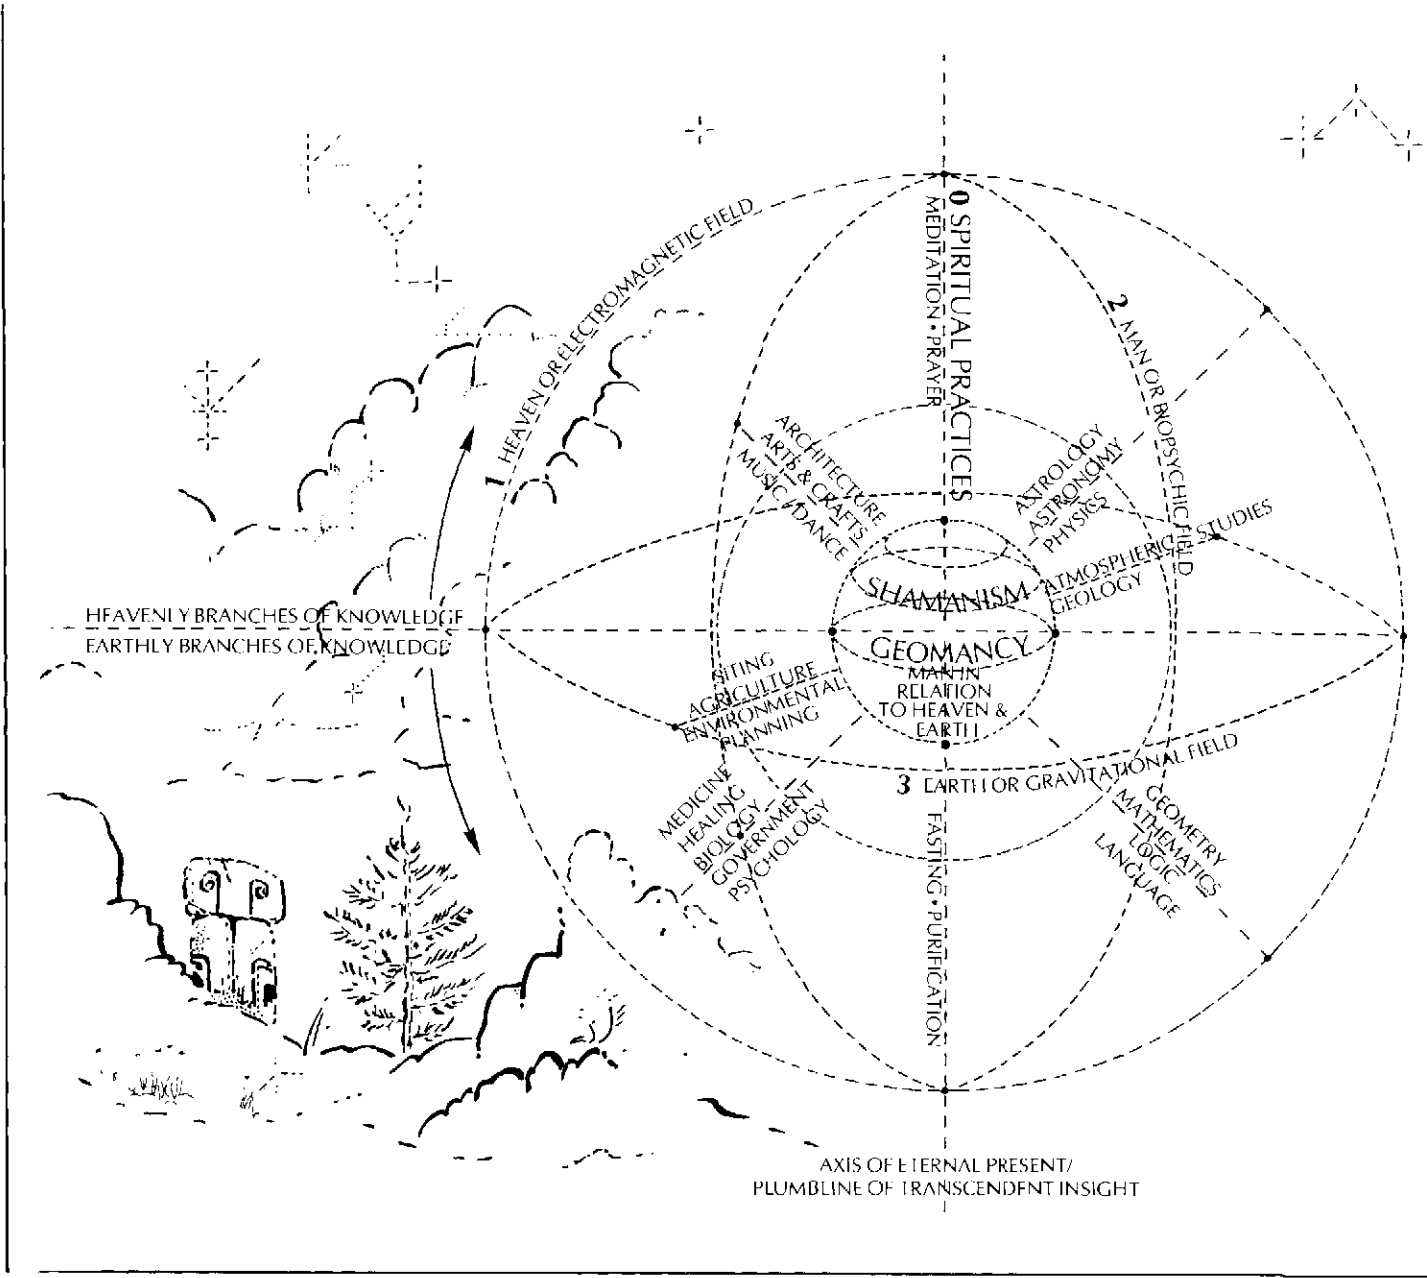 1 HEAVEN OR ELECTROMAGNETIC FIELD
0 SPIRITUAL PRACTICES
MEDITATION • PRAYER
2 MAN OR BIOPSYCHIC FIELD
ARCHITECTURE
ARTS & CRAFTS
MUSIC / DANCE
ASTROLOGY
ASTRONOMY
PHYSICS
ATMOSPHERIC STUDIES
GEOLOGY
SHAMANISM
HEAVENLY BRANCHES OF KNOWLEDGE
EARTHLY BRANCHES OF KNOWLEDGE
GEOMANCY
MAN IN
RELATION
TO HEAVEN &
EARTH
SITING
AGRICULTURE
ENVIRONMENTAL
PLANNING
3 EARTH OR GRAVITATIONAL FIELD
MEDICINE
HEALING
BIOLOGY
GOVERNMENT
PSYCHOLOGY
GEOMETRY
MATHEMATICS
LOGIC
LANGUAGE
FASTING • PURIFICATION
AXIS OF ETERNAL PRESENT/
PLUMBLINE OF TRANSCENDENT INSIGHT